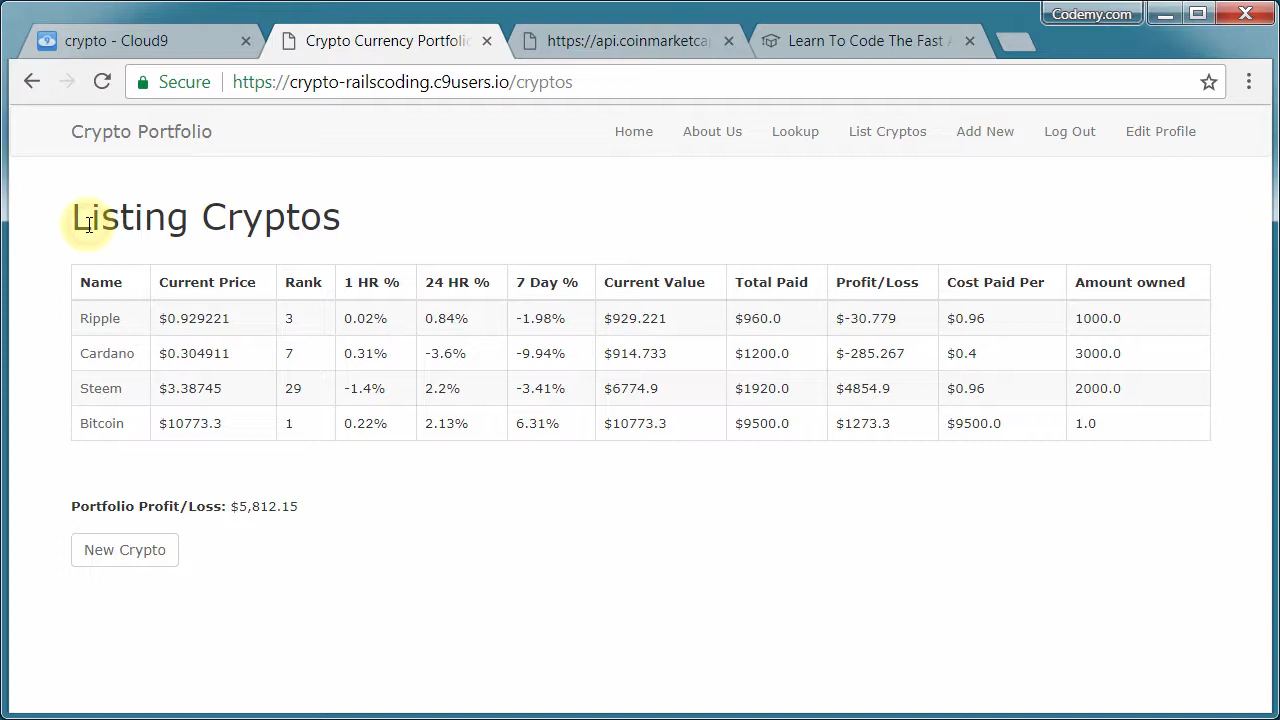 Codemy.com
crypto - Cloud9
Crypto Currency Portfolio
https://api.coinmarketca
Learn To Code The Fast
Secure https://crypto-railscoding.c9users.io/cryptos
Crypto Portfolio Home About Us Lookup List Cryptos Add New Log Out Edit Profile
Listing Cryptos
Name Current Price Rank 1 HR % 24 HR % 7 Day % Current Value Total Paid Profit/Loss Cost Paid Per Amount owned
Ripple $0.929221 3 0.02% 0.84% -1.98% $929.221 $960.0 $-30.779 $0.96 1000.0
Cardano $0.304911 7 0.31% -3.6% -9.94% $914.733 $1200.0 $-285.267 $0.4 3000.0
Steem $3.38745 29 -1.4% 2.2% -3.41% $6774.9 $1920.0 $4854.9 $0.96 2000.0
Bitcoin $10773.3 1 0.22% 2.13% 6.31% $10773.3 $9500.0 $1273.3 $9500.0 1.0
Portfolio Profit/Loss: $5,812.15
New Crypto